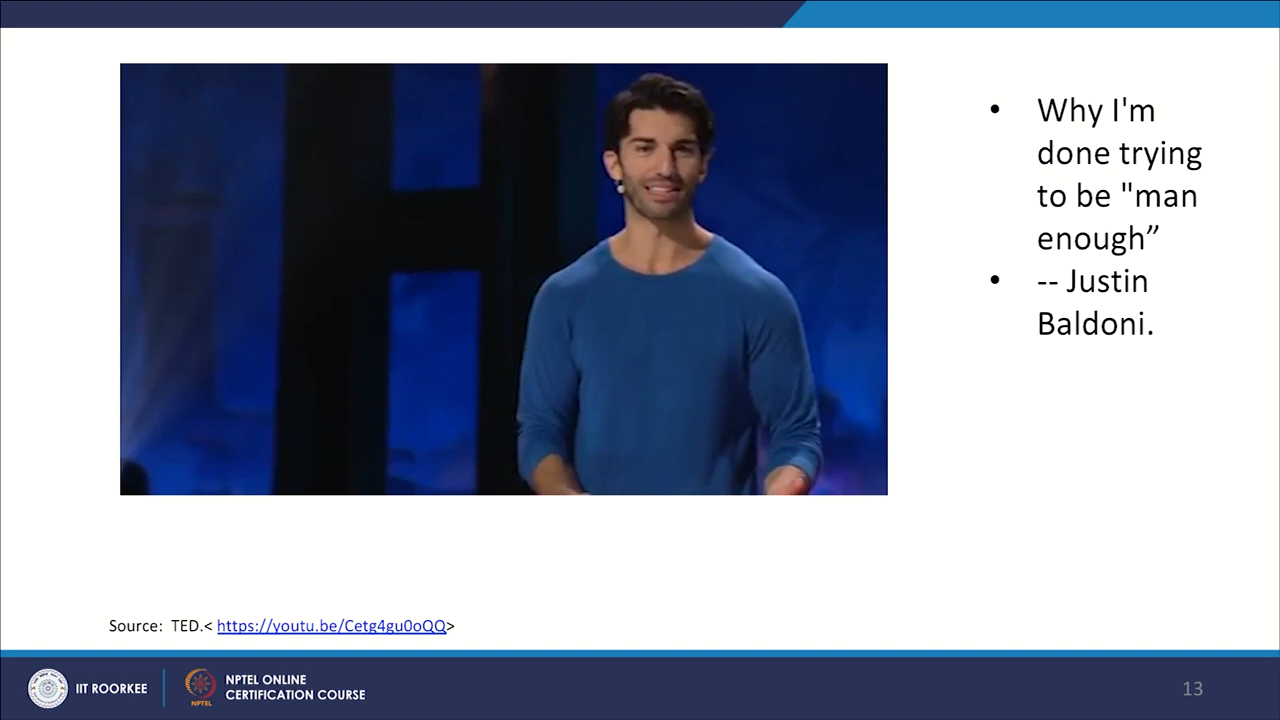 • Why I'm
done trying
to be "man
enough”
• -- Justin
Baldoni.
Source: TED.< https://youtu.be/Cetg4gu0oQQ>
IIT ROORKEE
NPTEL
NPTEL ONLINE
CERTIFICATION COURSE
13